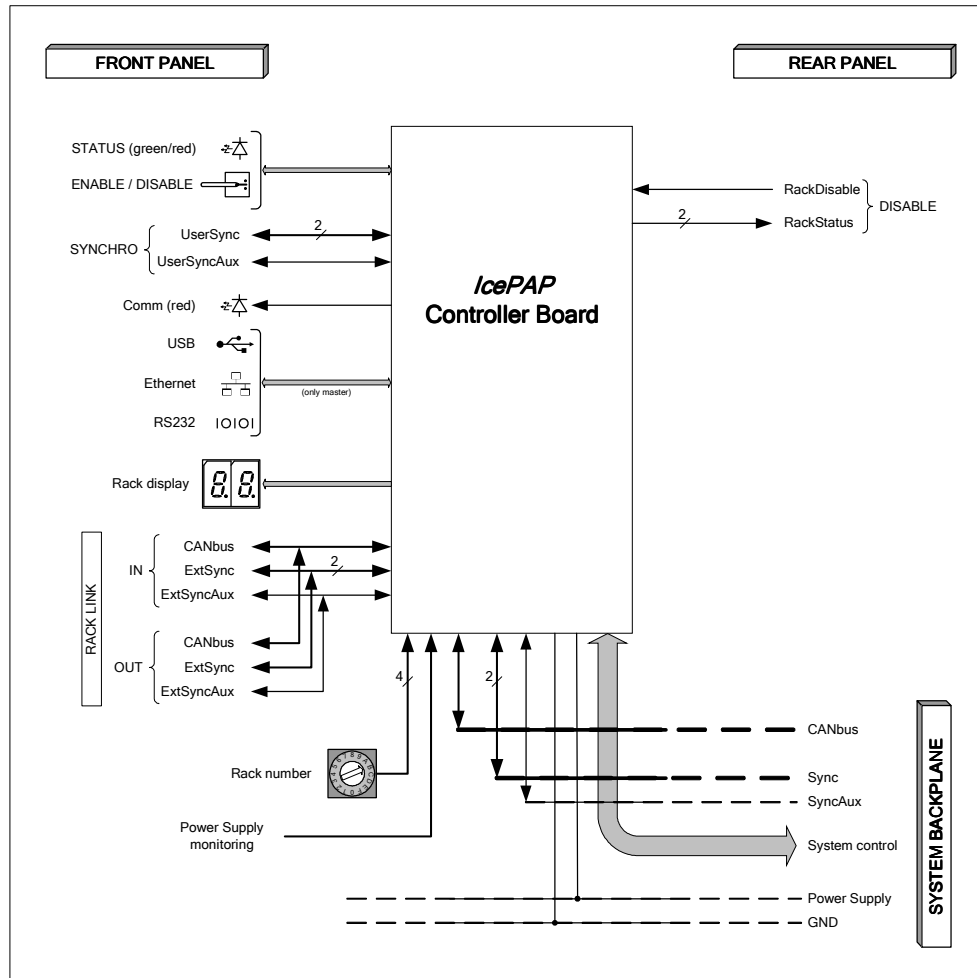 FRONT PANEL
REAR PANEL
STATUS (green/red)
ENABLE / DISABLE
RackDisable
RackStatus
DISABLE
2
SYNCHRO
UserSync
2
UserSyncAux
IcePAP
Controller Board
Comm (red)
USB
Ethernet
(only master)
RS232
IOIOI
Rack display
8.8.
RACK LINK
IN
CANbus
ExtSync
2
ExtSyncAux
OUT
CANbus
ExtSync
ExtSyncAux
4
2
Rack number
0123456789ABCDEF
Power Supply
monitoring
SYSTEM BACKPLANE
CANbus
Sync
SyncAux
System control
Power Supply
GND